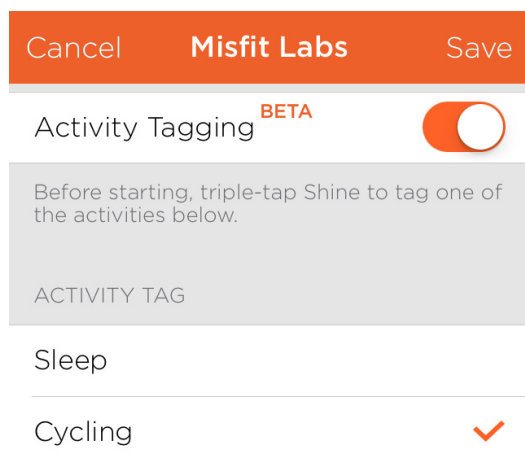 Cancel Misfit Labs Save
Activity Tagging BETA
Before starting, triple-tap Shine to tag one of
the activities below.
ACTIVITY TAG
Sleep
Cycling